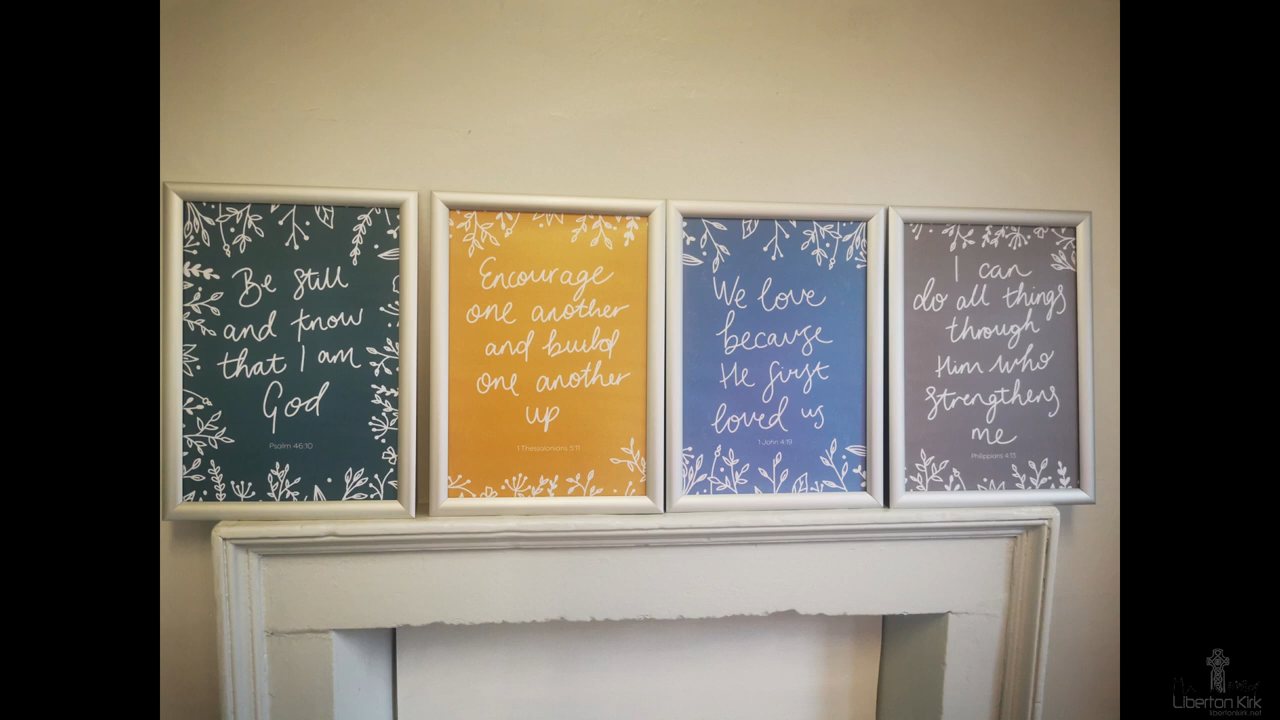 Be still
and know
that I am
God
Psalm 46:10
Encourage
one another
and build
one another
up
1 Thessalonians 5:11
We love
because
He first
loved us
1 John 4:19
I can
do all things
through
Him who
strengthens
me
Philippians 4:13
Liberton Kirk
libertonkirk.net